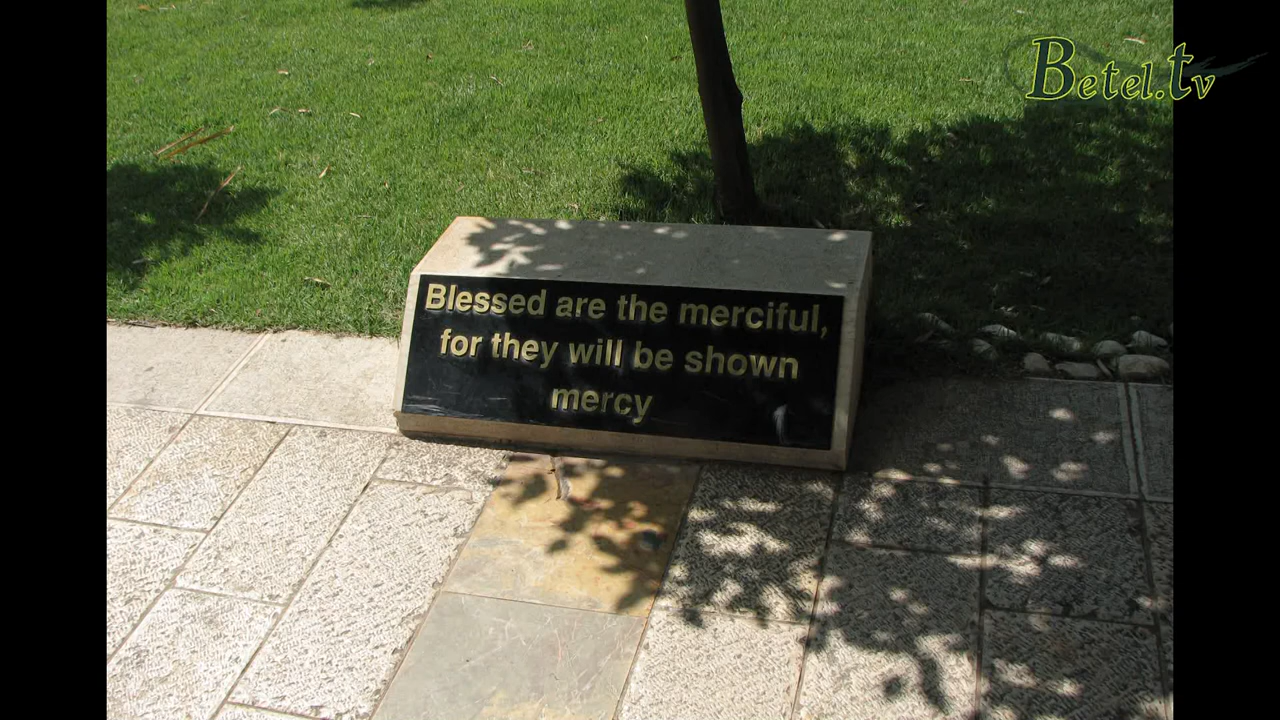 Betel.tv
Blessed are the merciful,
for they will be shown
mercy